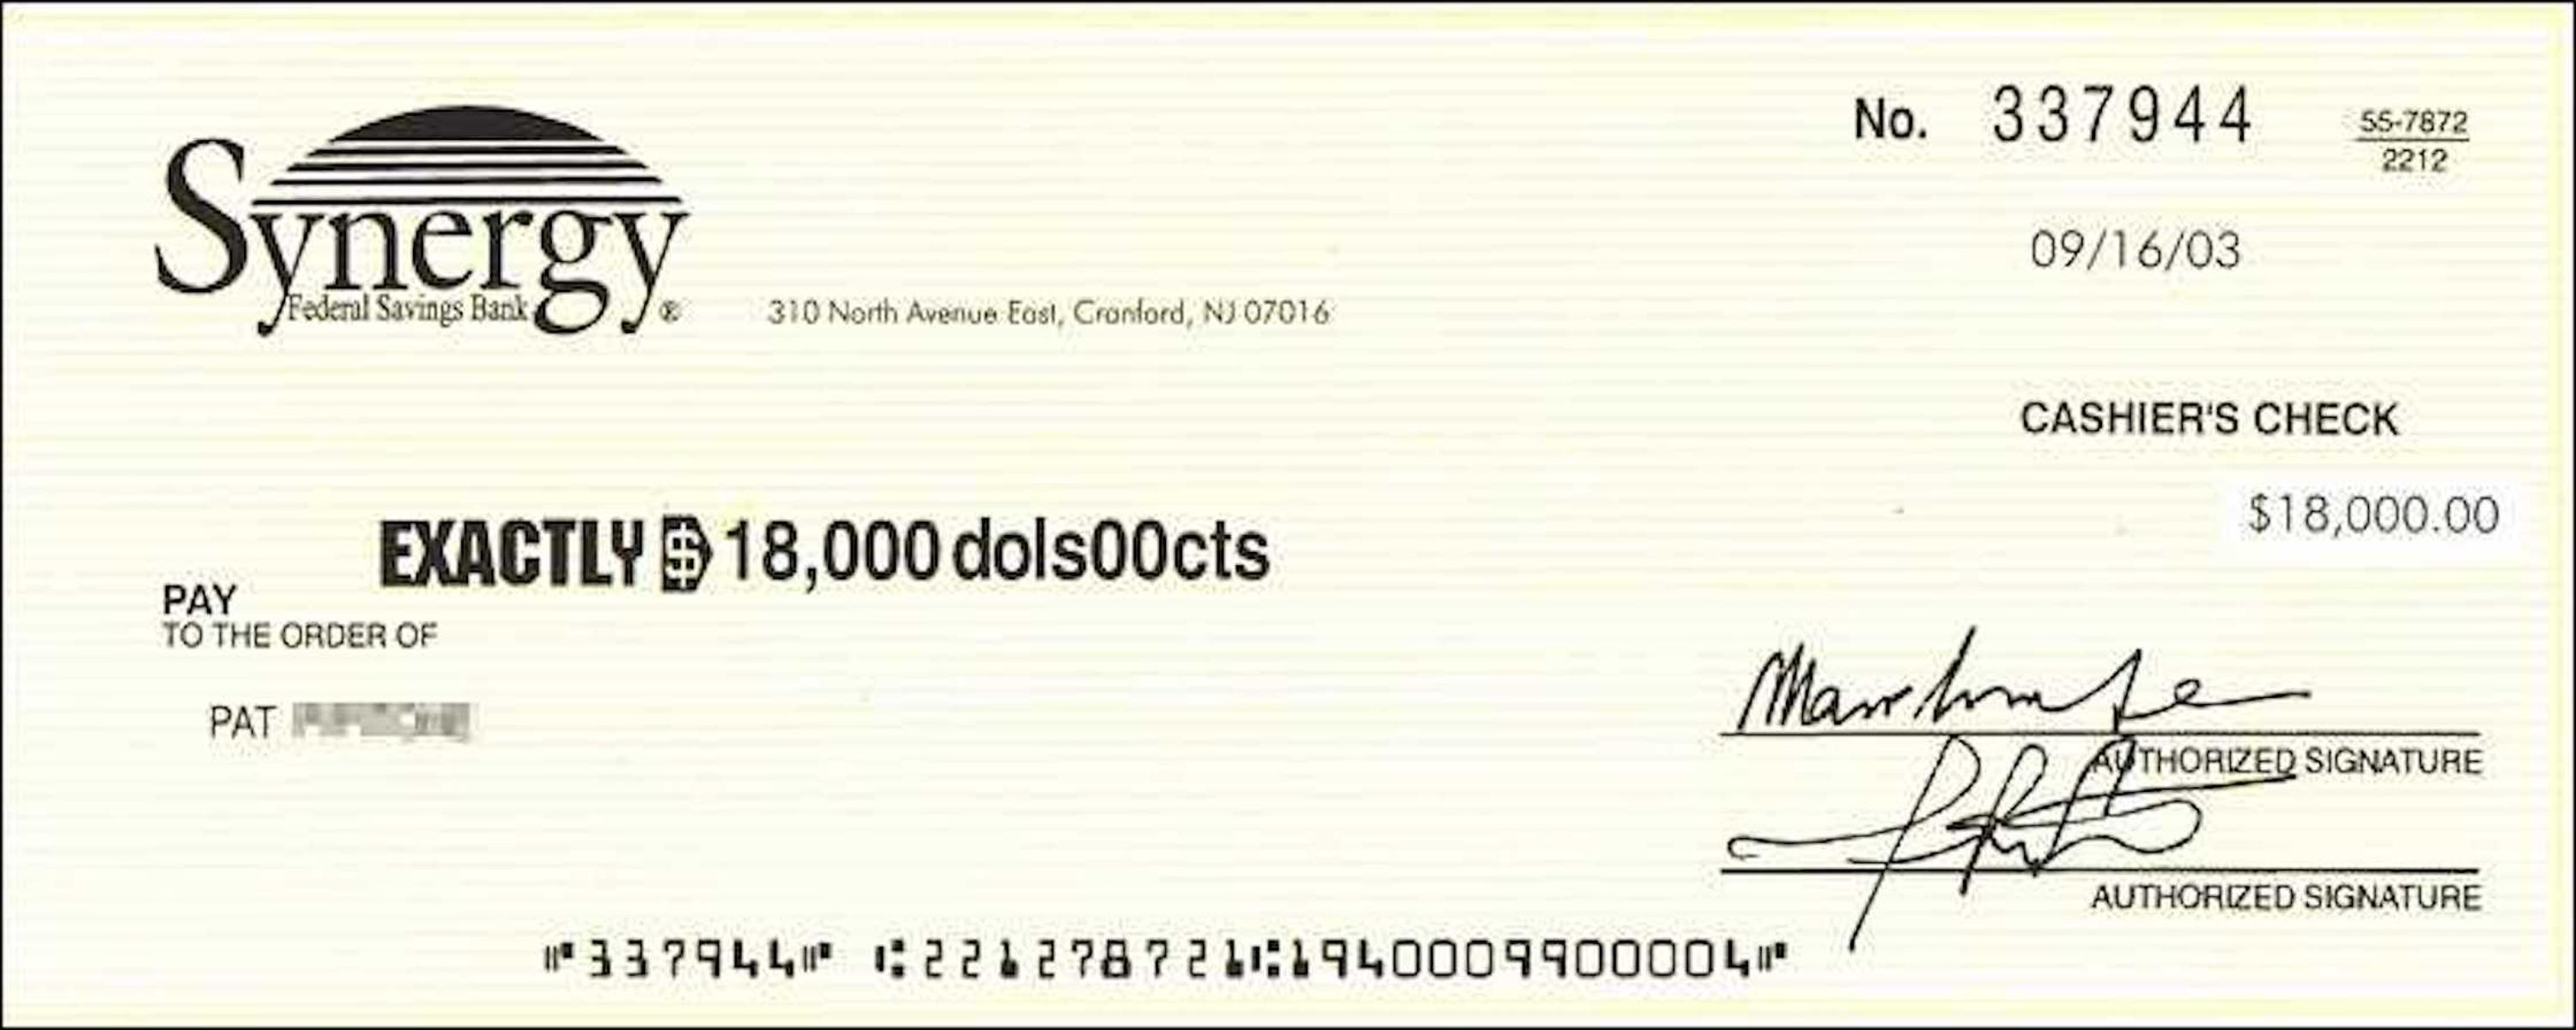 No. 337944 55-7872
2212
Synergy
Federal Savings Bank ®
310 North Avenue East, Cranford, NJ 07016
09/16/03
CASHIER'S CHECK
$18,000.00
EXACTLY $ 18,000 dols00cts
PAY
TO THE ORDER OF
PAT
AUTHORIZED SIGNATURE
AUTHORIZED SIGNATURE
⑈337944⑈ ⑆221278721⑆1940009900004⑈